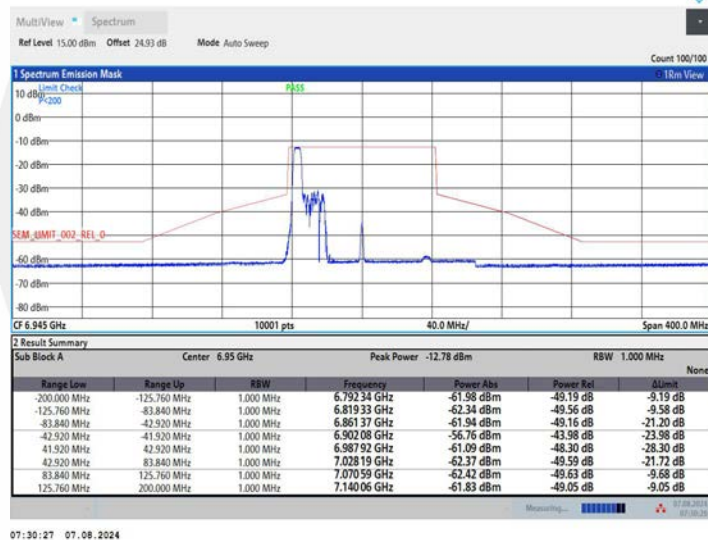 MultiView Spectrum
Ref Level 15.00 dBm Offset 24.93 dB Mode Auto Sweep
Count 100/100
1 Spectrum Emission Mask 1Rm View
Limit Check PASS
P<200
10 dBm
0 dBm
-10 dBm
-20 dBm
-30 dBm
-40 dBm
SEM_LIMIT_002_REL_0
-60 dBm
-70 dBm
-80 dBm
CF 6.945 GHz 10001 pts 40.0 MHz/ Span 400.0 MHz
2 Result Summary
Sub Block A Center 6.95 GHz Peak Power -12.78 dBm RBW 1.000 MHz
None
Range Low Range Up RBW Frequency Power Abs Power Rel ΔLimit
-200.000 MHz -125.760 MHz 1.000 MHz 6.792 34 GHz -61.98 dBm -49.19 dB -9.19 dB
-125.760 MHz -83.840 MHz 1.000 MHz 6.819 33 GHz -62.34 dBm -49.56 dB -9.58 dB
-83.840 MHz -42.920 MHz 1.000 MHz 6.861 37 GHz -61.94 dBm -49.16 dB -21.20 dB
-42.920 MHz -41.920 MHz 1.000 MHz 6.902 08 GHz -56.76 dBm -43.98 dB -23.98 dB
41.920 MHz 42.920 MHz 1.000 MHz 6.987 92 GHz -61.09 dBm -48.30 dB -28.30 dB
42.920 MHz 83.840 MHz 1.000 MHz 7.028 19 GHz -62.37 dBm -49.59 dB -21.72 dB
83.840 MHz 125.760 MHz 1.000 MHz 7.070 59 GHz -62.42 dBm -49.63 dB -9.68 dB
125.760 MHz 200.000 MHz 1.000 MHz 7.140 06 GHz -61.83 dBm -49.05 dB -9.05 dB
Measuring... 07.08.2024
07:30:26
07:30:27 07.08.2024